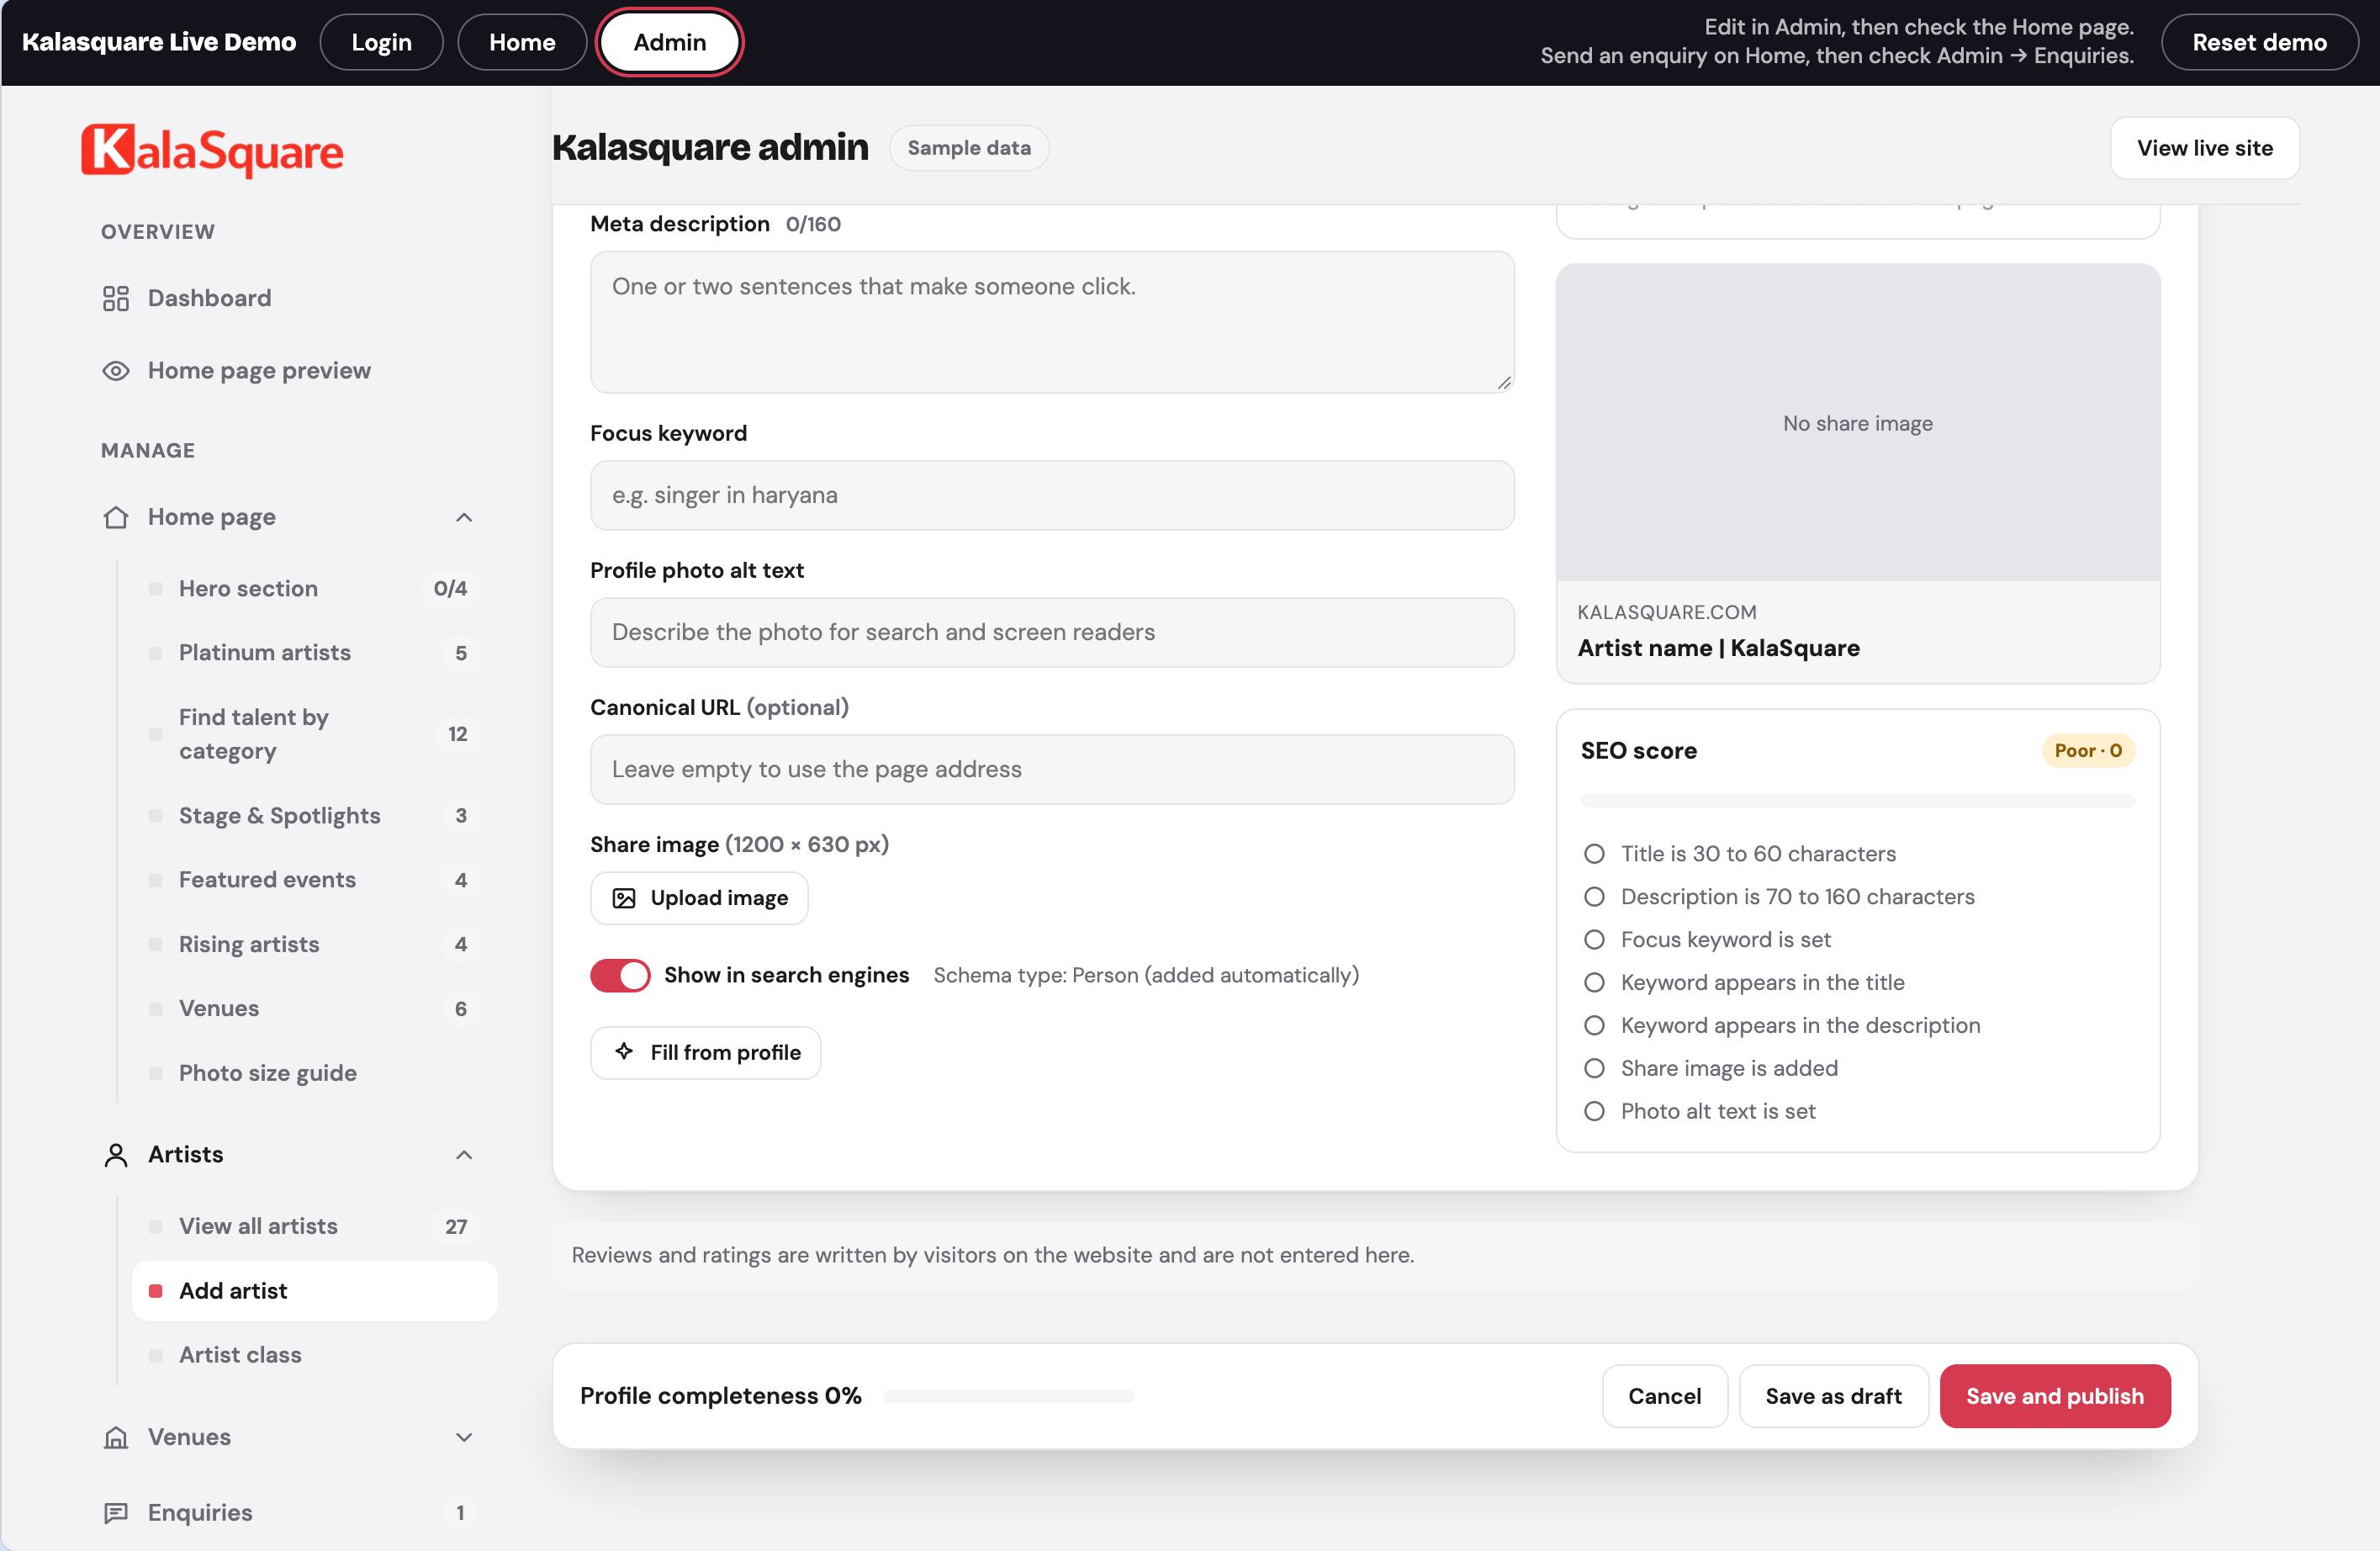 Kalasquare Live Demo
Login
Home
Admin
Edit in Admin, then check the Home page.
Send an enquiry on Home, then check Admin → Enquiries.
Reset demo
KalaSquare
OVERVIEW
Dashboard
Home page preview
MANAGE
Home page
Hero section 0/4
Platinum artists 5
Find talent by
category 12
Stage & Spotlights 3
Featured events 4
Rising artists 4
Venues 6
Photo size guide
Artists
View all artists 27
Add artist
Artist class
Venues
Enquiries 1
Kalasquare admin
Sample data
View live site
Meta description 0/160
One or two sentences that make someone click.
Focus keyword
e.g. singer in haryana
Profile photo alt text
Describe the photo for search and screen readers
Canonical URL (optional)
Leave empty to use the page address
Share image (1200 × 630 px)
Upload image
Show in search engines Schema type: Person (added automatically)
Fill from profile
No share image
KALASQUARE.COM
Artist name | KalaSquare
SEO score Poor · 0
Title is 30 to 60 characters
Description is 70 to 160 characters
Focus keyword is set
Keyword appears in the title
Keyword appears in the description
Share image is added
Photo alt text is set
Reviews and ratings are written by visitors on the website and are not entered here.
Profile completeness 0%
Cancel
Save as draft
Save and publish